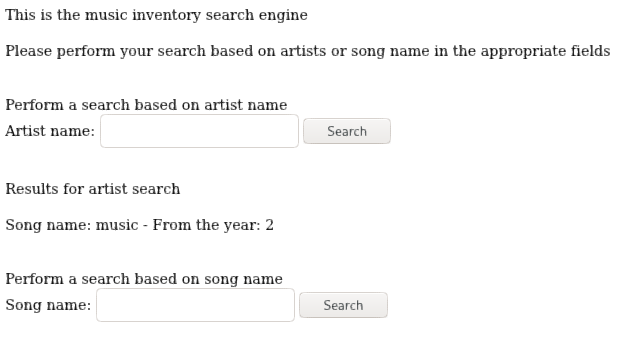 This is the music inventory search engine
Please perform your search based on artists or song name in the appropriate fields
Perform a search based on artist name
Artist name: Search
Results for artist search
Song name: music - From the year: 2
Perform a search based on song name
Song name: Search